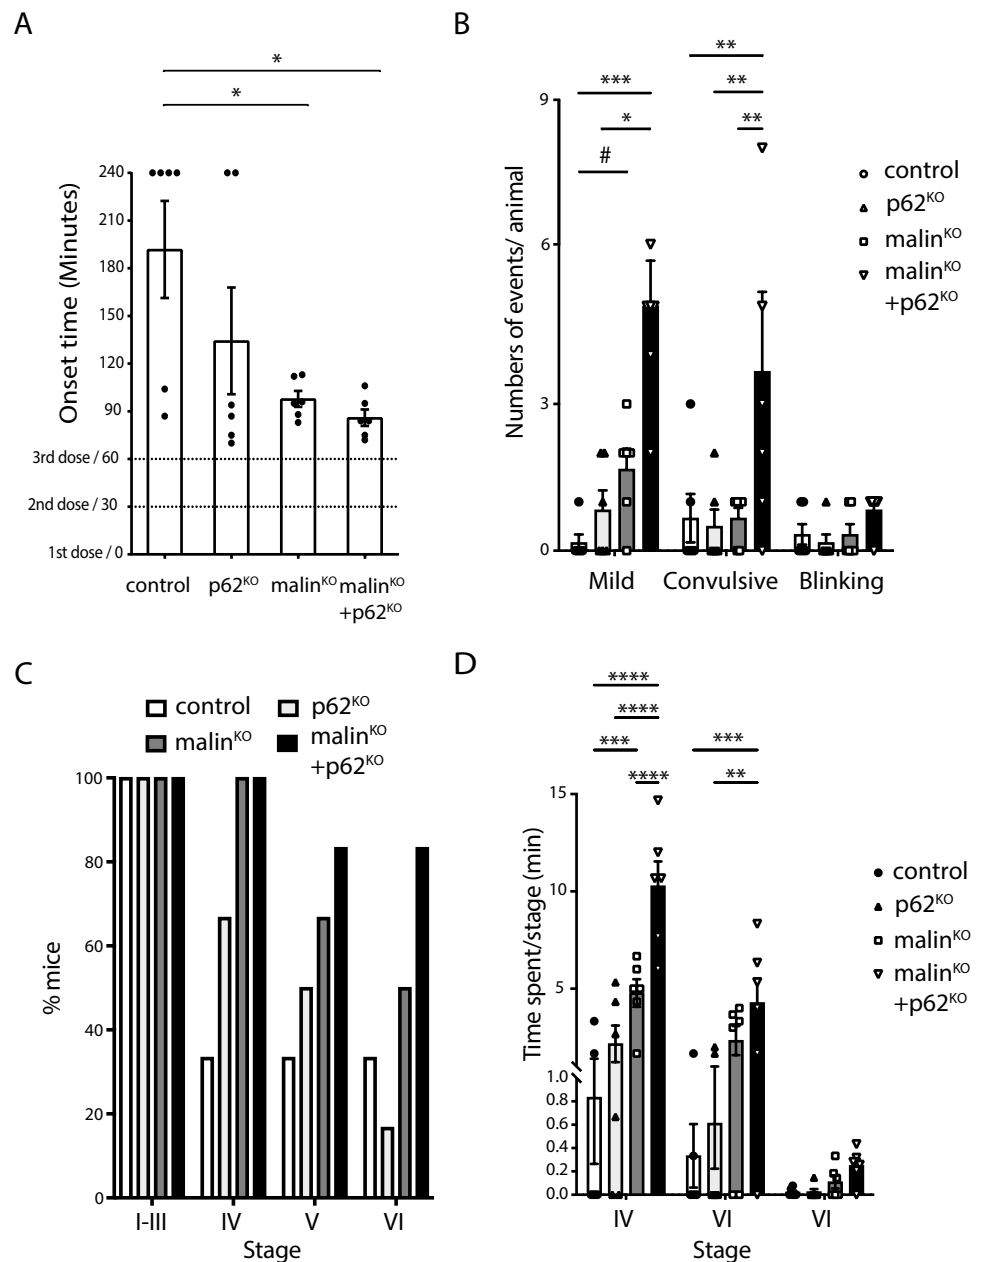 A
*
*
Onset time (Minutes)
240
210
180
150
120
90
3rd dose / 60
2nd dose / 30
1st dose / 0
control p62KO malinKO malinKO
+p62KO
B
**
*** **
* **
#
Numbers of events/ animal
9
6
3
0
Mild Convulsive Blinking
control
p62KO
malinKO
malinKO
+p62KO
C
control p62KO
malinKO malinKO
+p62KO
% mice
100
80
60
40
20
0
I-III IV V VI
Stage
D
****
****
*** ***
**** **
Time spent/stage (min)
15
10
5
1.0
0.8
0.6
0.4
0.2
0.0
IV VI VI
Stage
control
p62KO
malinKO
malinKO
+p62KO